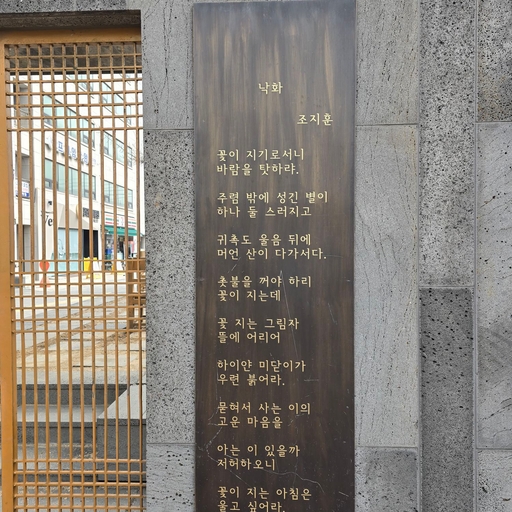 낙화
조지훈
꽃이 지기로서니
바람을 탓하랴.
주렴 밖에 성긴 별이
하나 둘 스러지고
귀촉도 울음 뒤에
머언 산이 다가서다.
촛불을 꺼야 하리
꽃이 지는데
꽃 지는 그림자
뜰에 어리어
하이얀 미닫이가
우련 붉어라.
묻혀서 사는 이의
고운 마음을
아는 이 있을까
저허하오니
꽃이 지는 아침은
울고 싶어라.